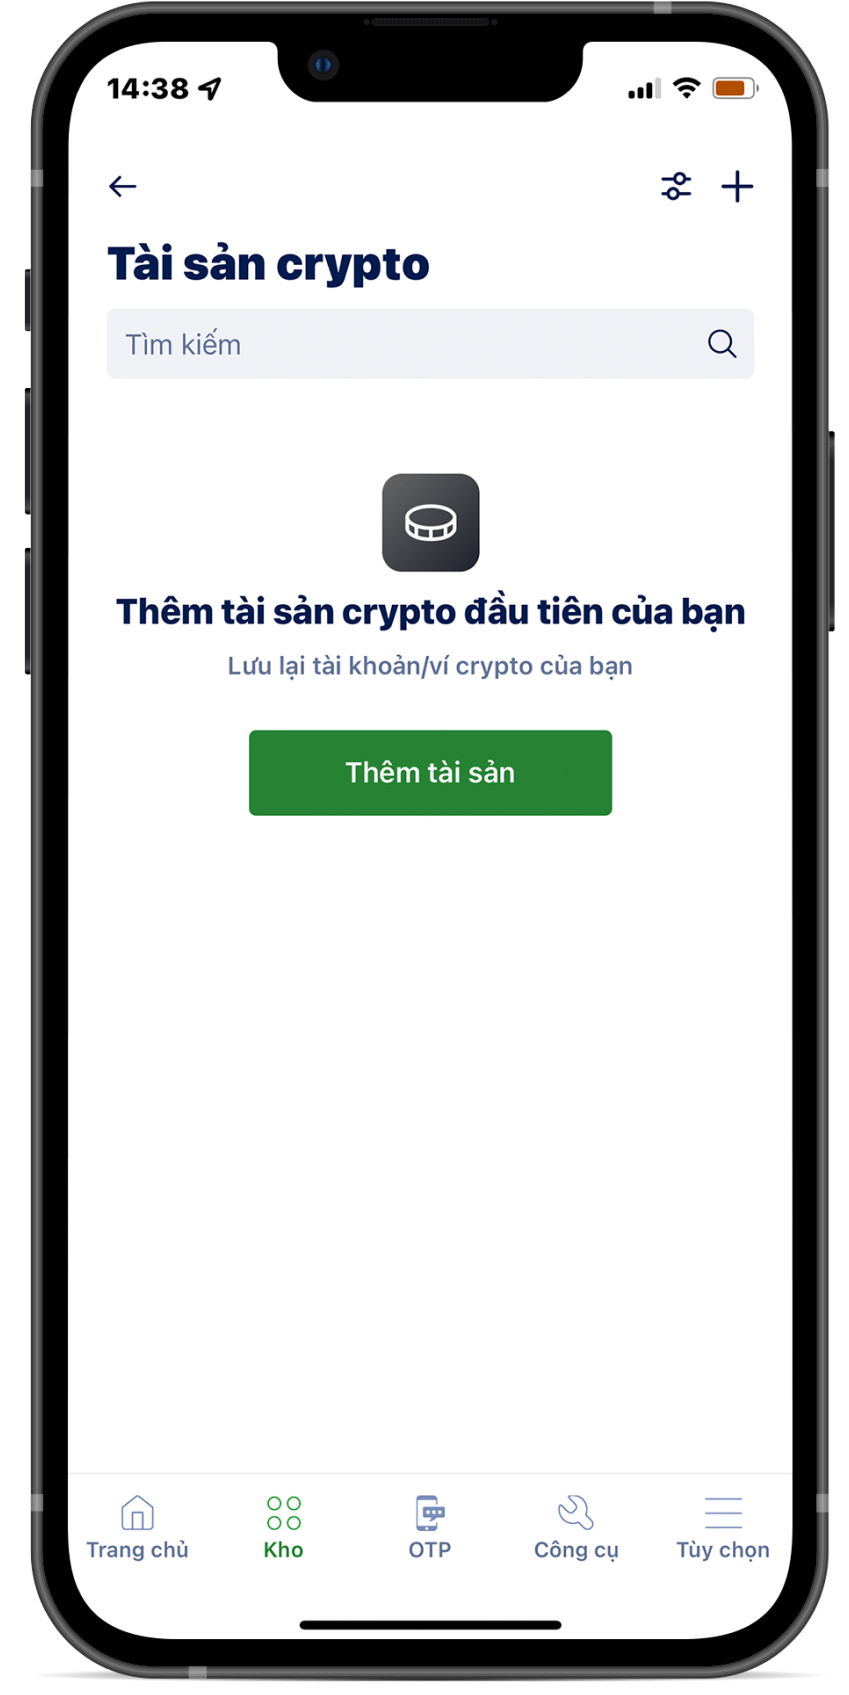 14:38
Tài sản crypto
Tìm kiếm
Thêm tài sản crypto đầu tiên của bạn
Lưu lại tài khoản/ví crypto của bạn
Thêm tài sản
Trang chủ
Kho
OTP
Công cụ
Tùy chọn